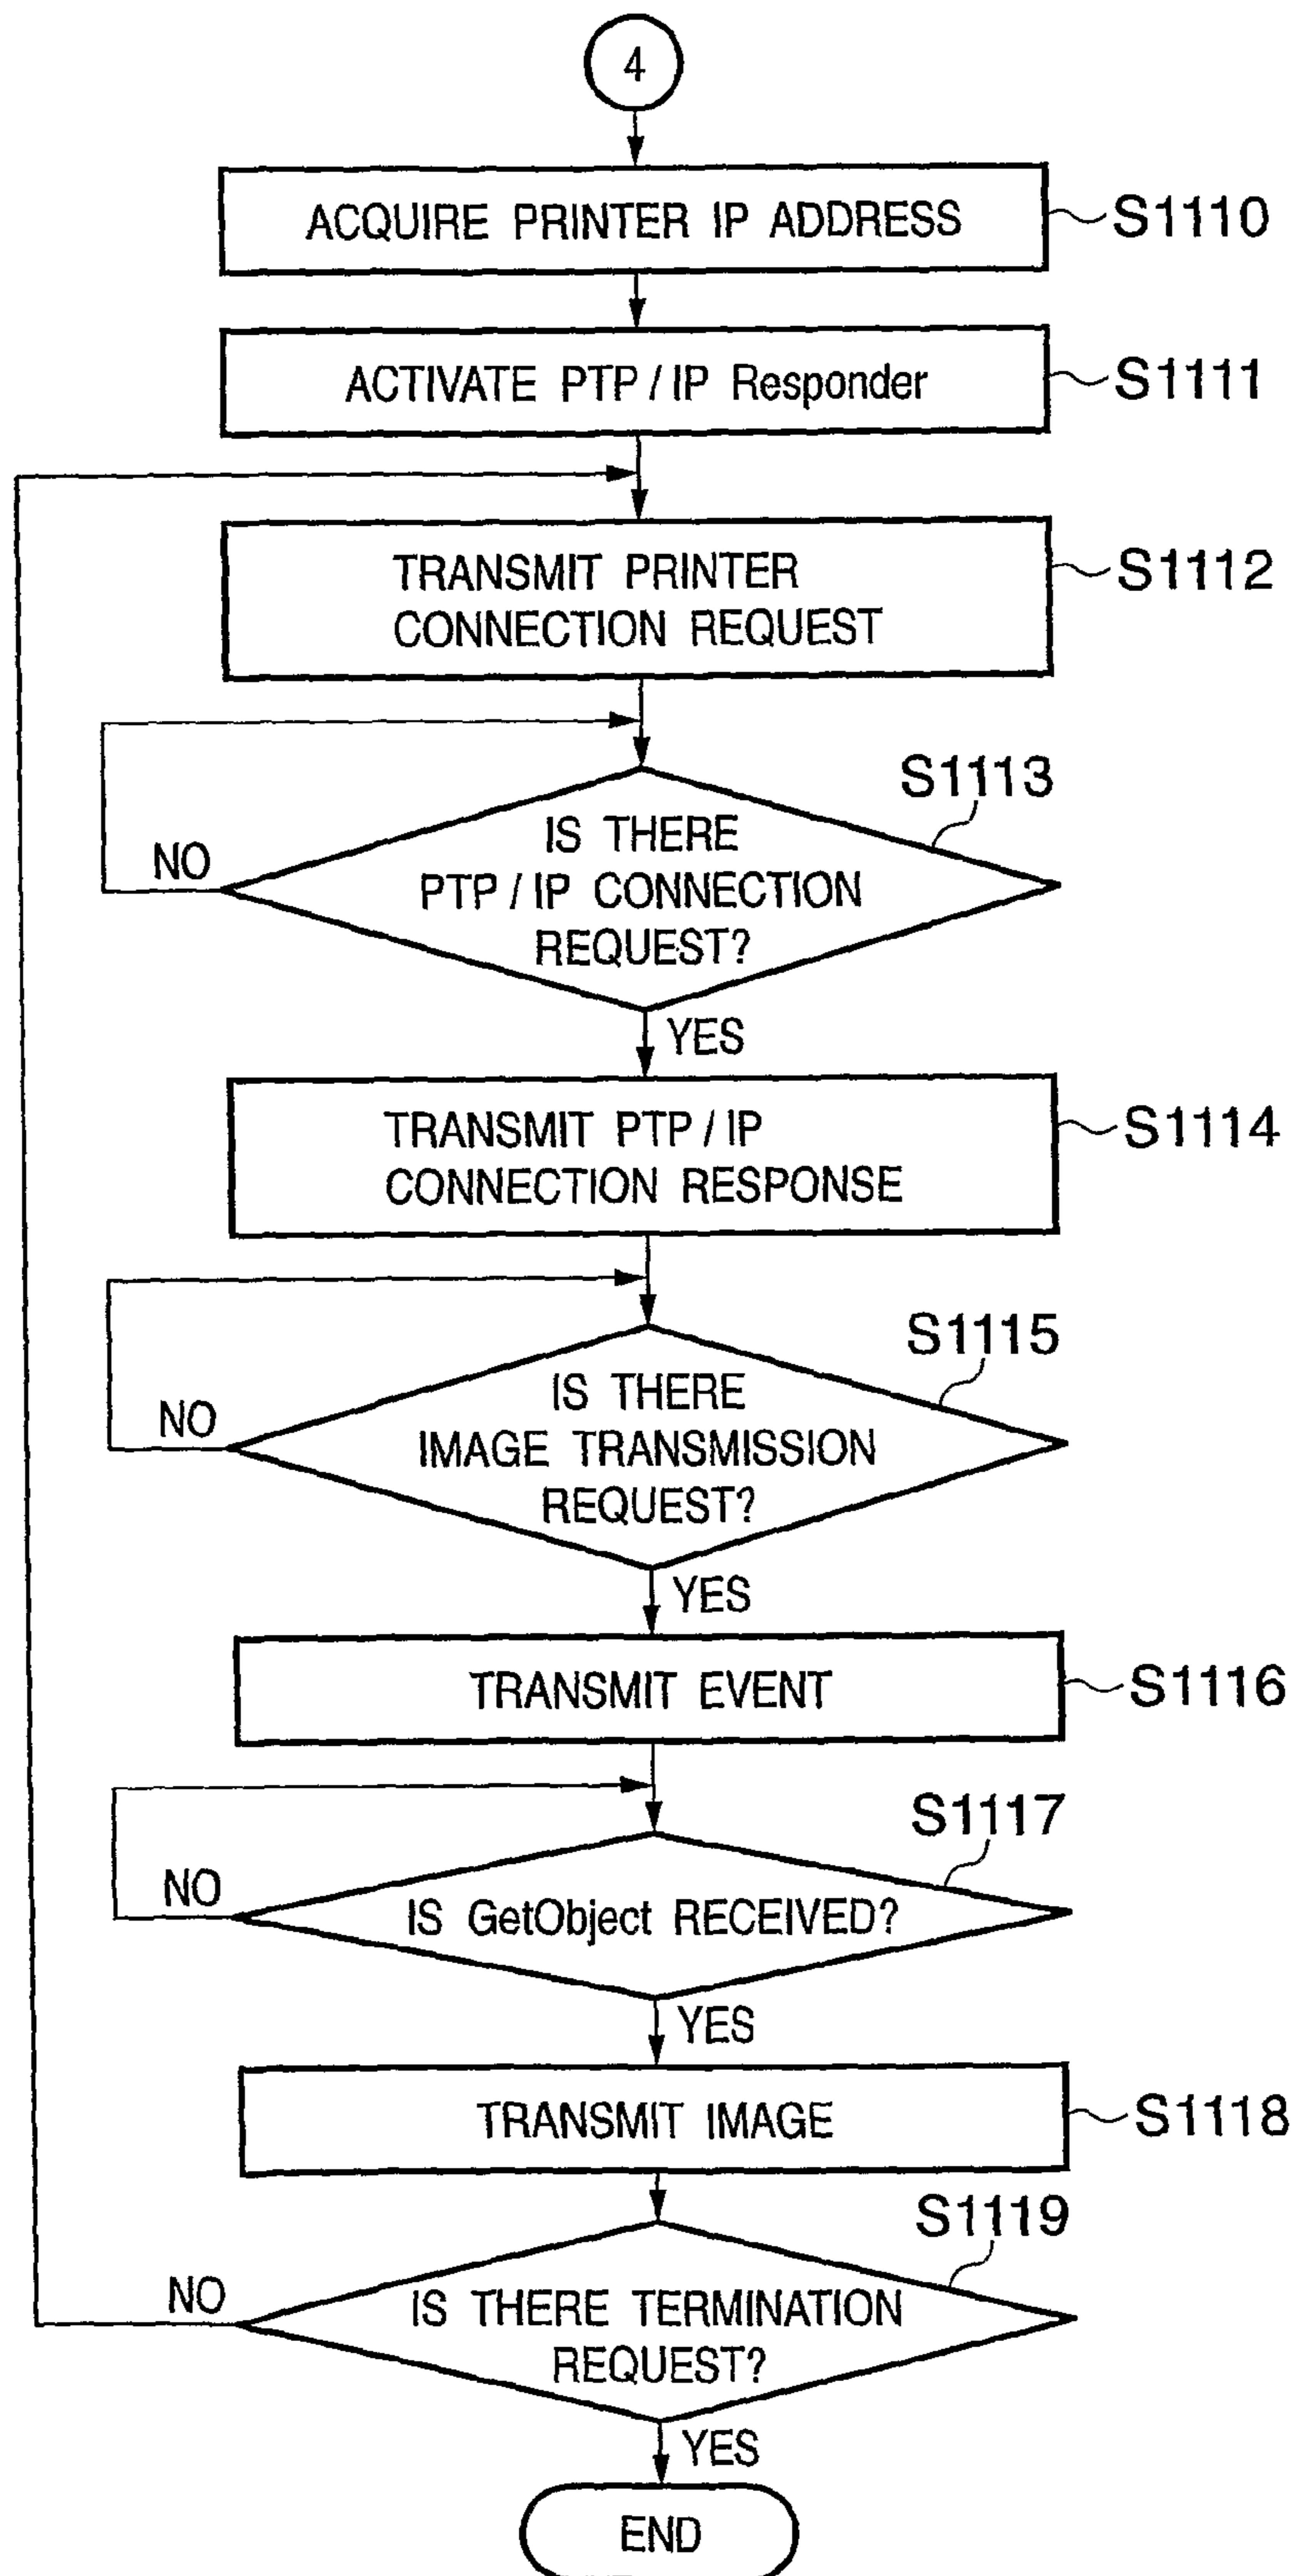 4
ACQUIRE PRINTER IP ADDRESS
S1110
ACTIVATE PTP / IP Responder
S1111
TRANSMIT PRINTER
CONNECTION REQUEST
S1112
S1113
IS THERE
PTP / IP CONNECTION
REQUEST?
NO
YES
TRANSMIT PTP / IP
CONNECTION RESPONSE
S1114
S1115
IS THERE
IMAGE TRANSMISSION
REQUEST?
NO
YES
TRANSMIT EVENT
S1116
S1117
IS GetObject RECEIVED?
NO
YES
TRANSMIT IMAGE
S1118
S1119
IS THERE TERMINATION
REQUEST?
NO
YES
END